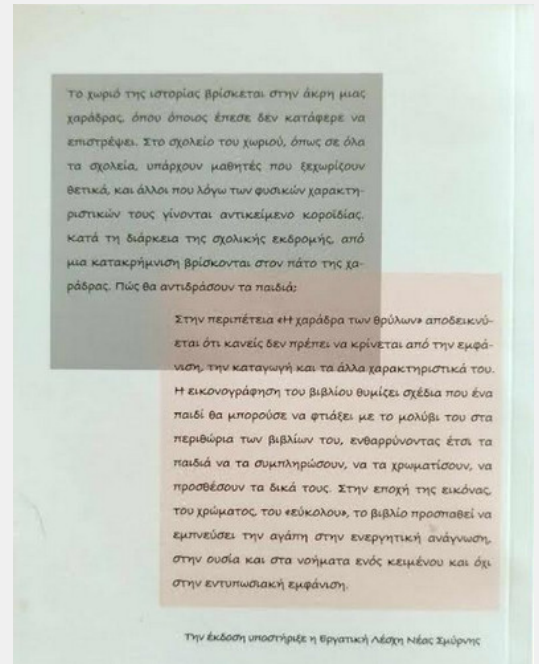 Το χωριό της ιστορίας βρίσκεται στην άκρη μιας
χαράδρας, όπου όποιος έπεσε δεν κατάφερε να
επιστρέψει. Στο σχολείο του χωριού, όπως σε όλα
τα σχολεία, υπάρχουν μαθητές που ξεχωρίζουν
θετικά, και άλλοι που λόγω των φυσικών χαρακτη-
ριστικών τους γίνονται αντικείμενο κοροϊδίας.
Κατά τη διάρκεια της σχολικής εκδρομής, από
μια κατακρήμνιση βρίσκονται στον πάτο της χα-
ράδρας. Πώς θα αντιδράσουν τα παιδιά;
Στην περιπέτεια «Η χαράδρα των θρύλων» αποδεικνύ-
εται ότι κανείς δεν πρέπει να κρίνεται από την εμφά-
νιση, την καταγωγή και τα άλλα χαρακτηριστικά του.
Η εικονογράφηση του βιβλίου θυμίζει σχέδια που ένα
παιδί θα μπορούσε να φτιάξει με το μολύβι του στα
περιθώρια των βιβλίων του, ενθαρρύνοντας έτσι τα
παιδιά να τα συμπληρώσουν, να τα χρωματίσουν, να
προσθέσουν τα δικά τους. Στην εποχή της εικόνας,
του χρώματος, του «εύκολου», το βιβλίο προσπαθεί να
εμπνεύσει την αγάπη στην ενεργητική ανάγνωση,
στην ουσία και στα νοήματα ενός κειμένου και όχι
στην εντυπωσιακή εμφάνιση.
Την έκδοση υποστήριξε η Εργατική Λέσχη Νέας Σμύρνης